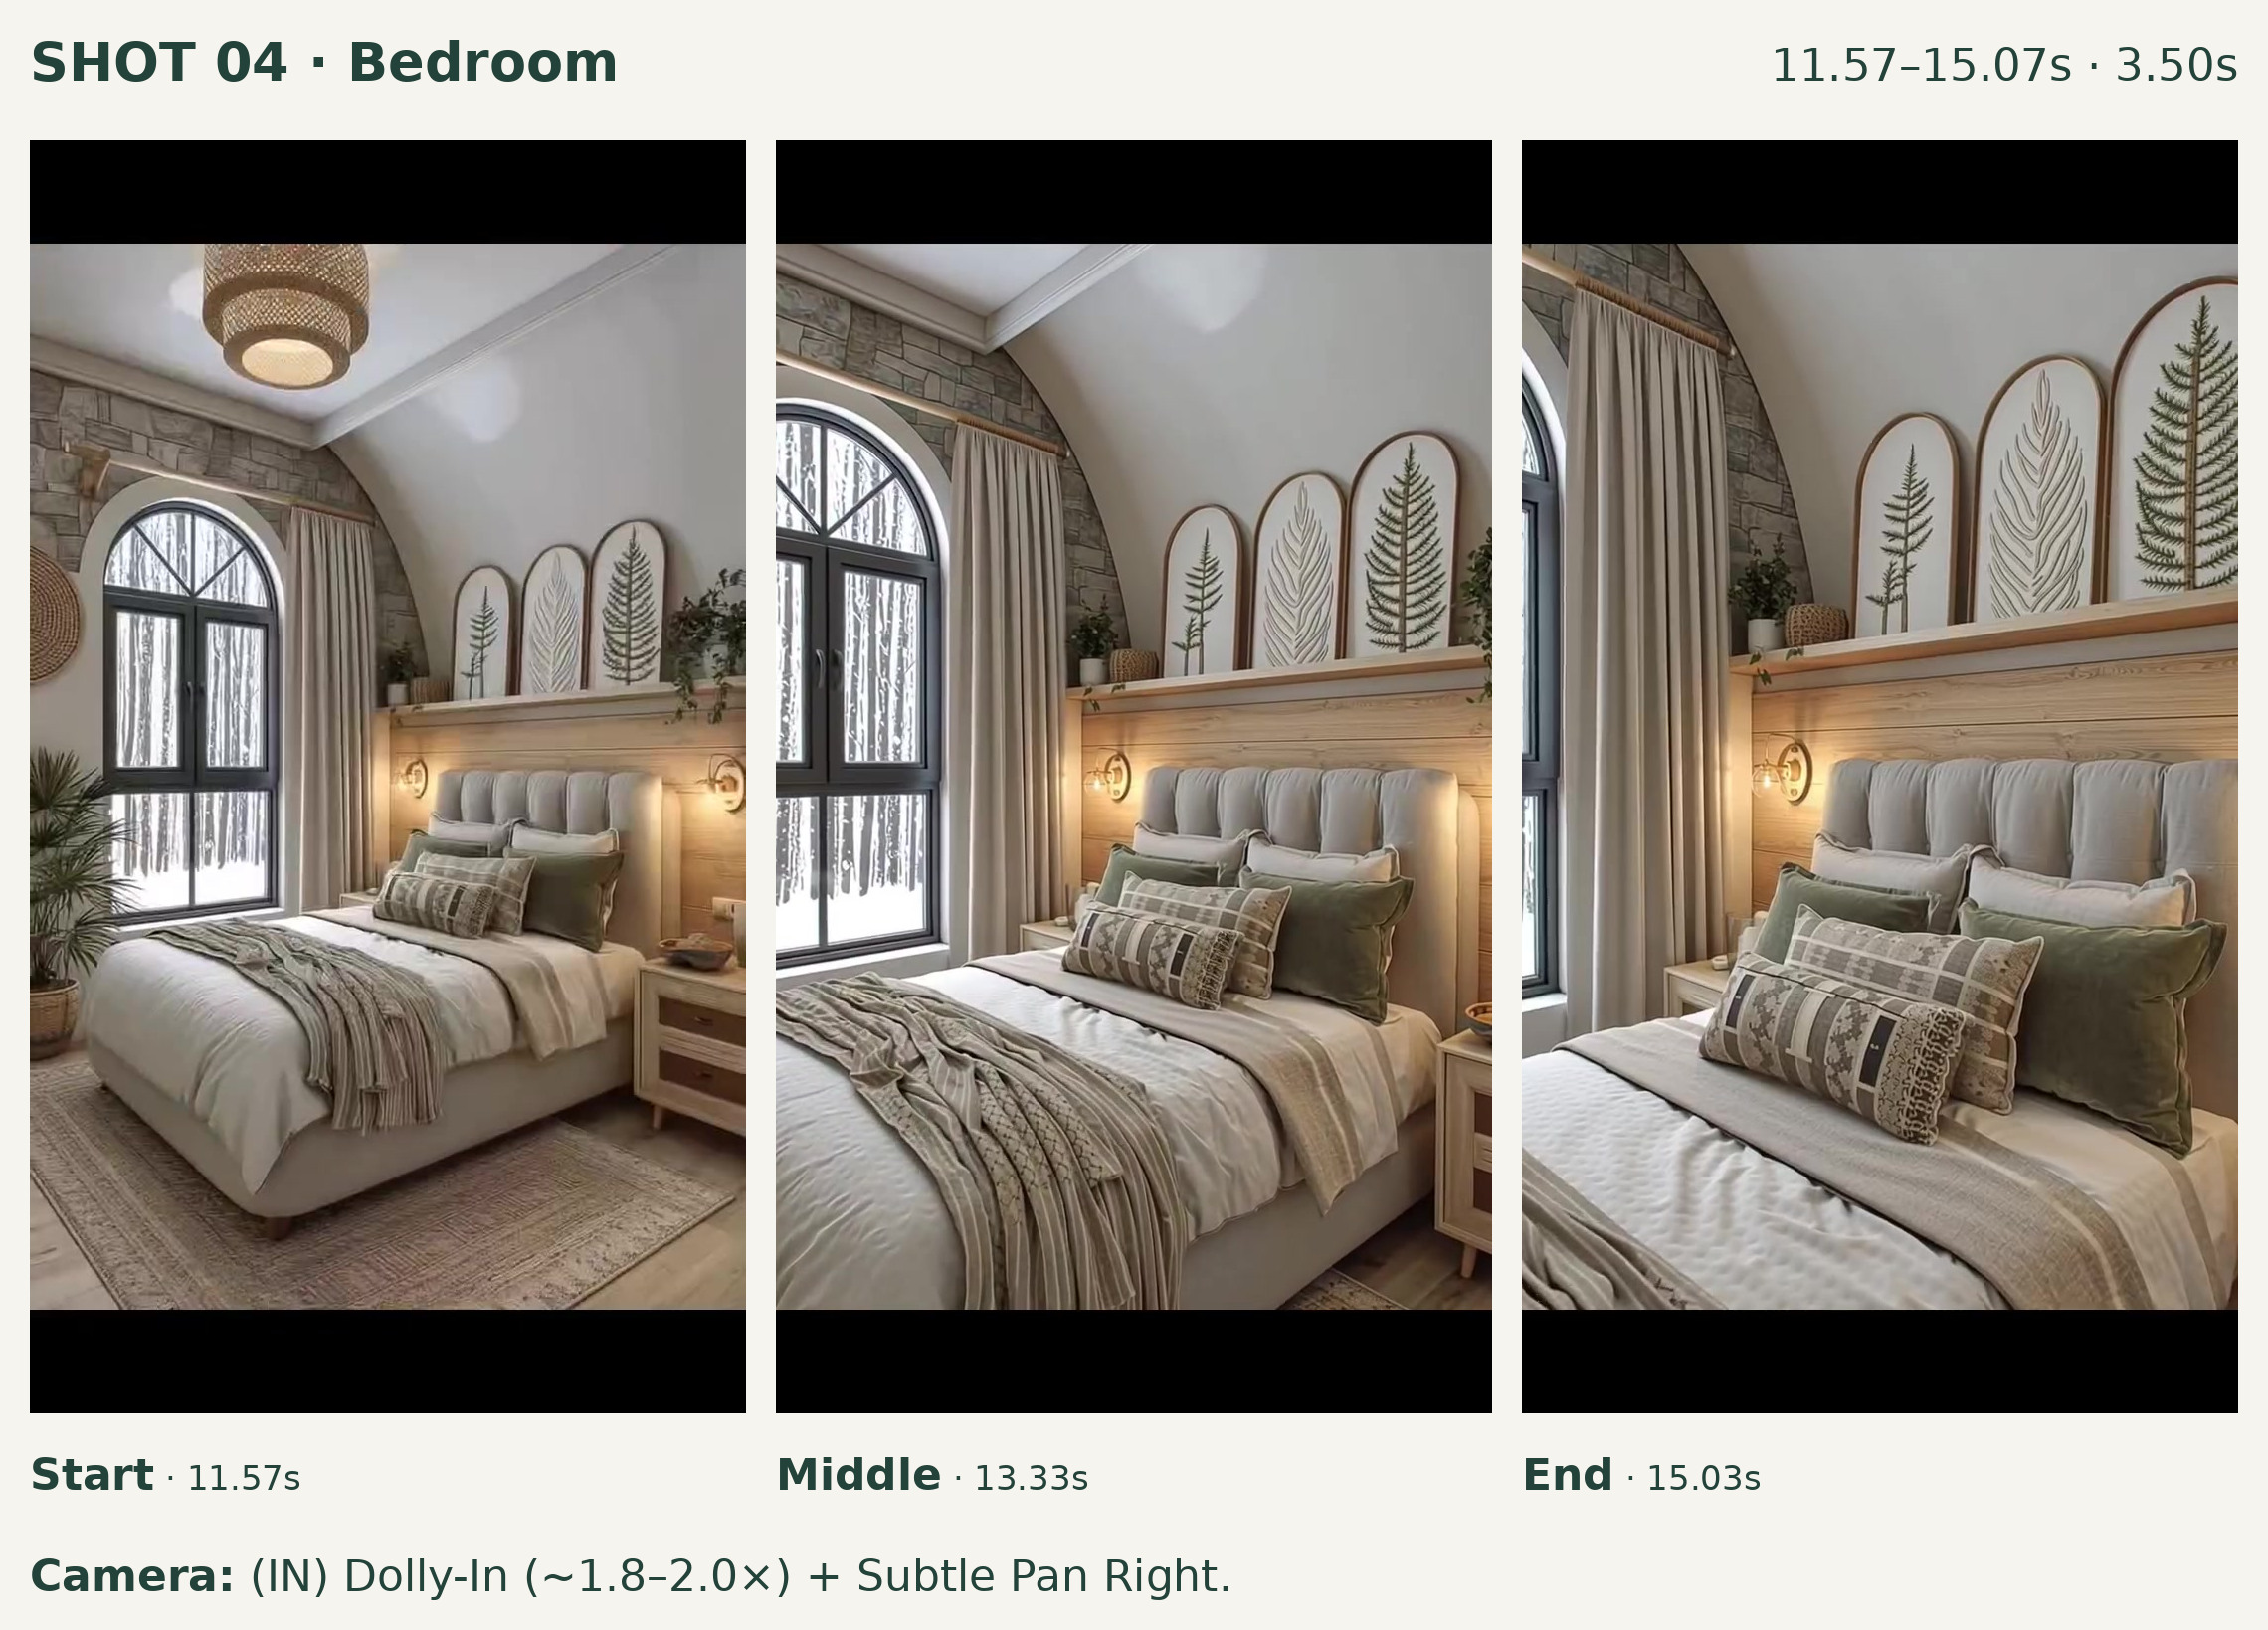 SHOT 04 · Bedroom
11.57–15.07s · 3.50s
Start · 11.57s
Middle · 13.33s
End · 15.03s
Camera: (IN) Dolly-In (~1.8–2.0×) + Subtle Pan Right.